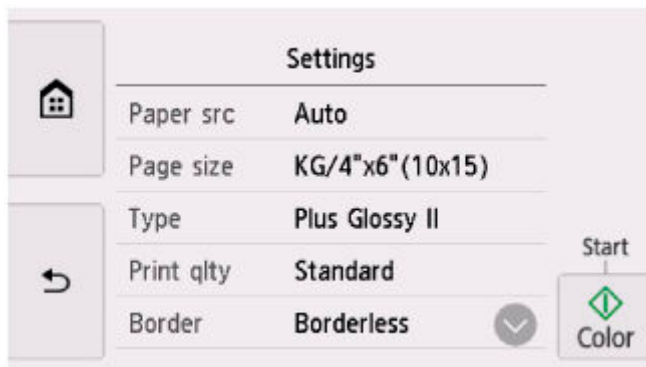 Settings
Paper src Auto
Page size KG/4"x6"(10x15)
Type Plus Glossy II
Print qlty Standard
Border Borderless
Start
Color